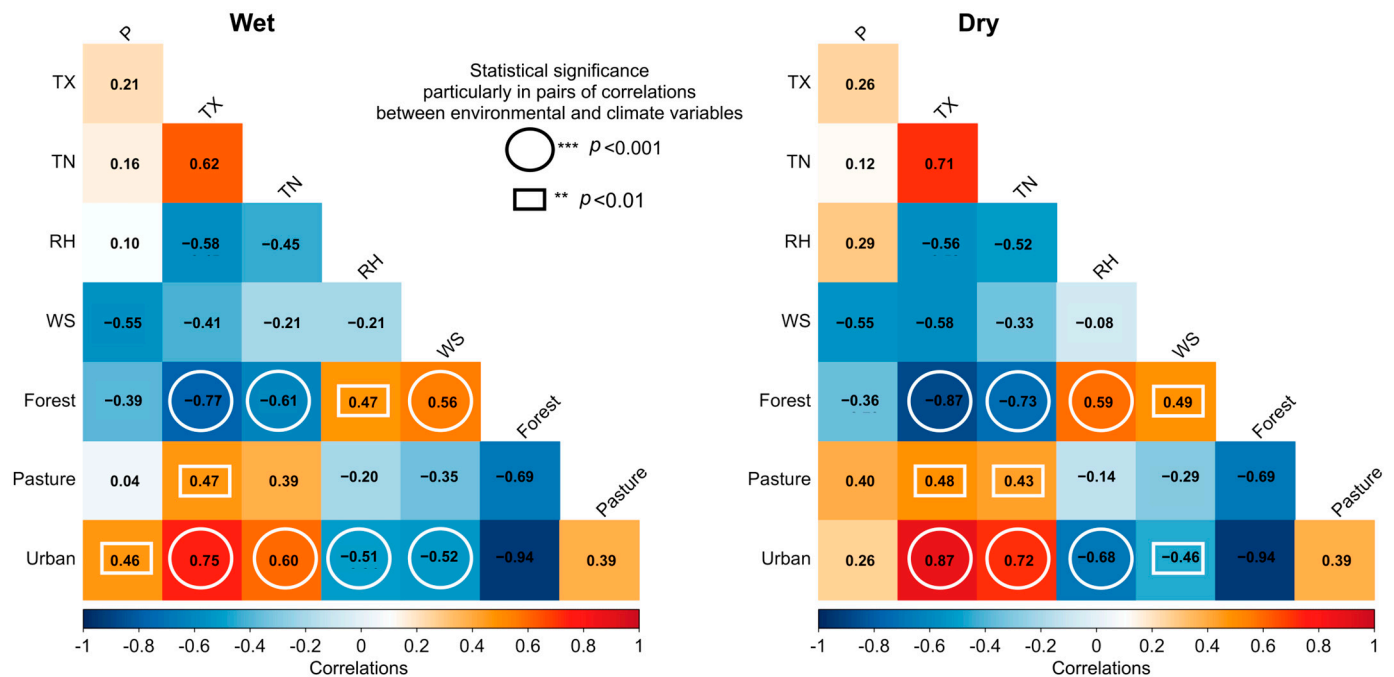 Wet
P
TX 0.21
TX
TN 0.16 0.62
TN
RH 0.10 −0.58 −0.45
RH
WS −0.55 −0.41 −0.21 −0.21
WS
Forest −0.39 −0.77 −0.61 0.47 0.56
Forest
Pasture 0.04 0.47 0.39 −0.20 −0.35 −0.69
Pasture
Urban 0.46 0.75 0.60 −0.51 −0.52 −0.94 0.39
-1 -0.8 -0.6 -0.4 -0.2 0 0.2 0.4 0.6 0.8 1
Correlations
Statistical significance
particularly in pairs of correlations
between environmental and climate variables
*** p<0.001
** p<0.01
Dry
P
TX 0.26
TX
TN 0.12 0.71
TN
RH 0.29 −0.56 −0.52
RH
WS −0.55 −0.58 −0.33 −0.08
WS
Forest −0.36 −0.87 −0.73 0.59 0.49
Forest
Pasture 0.40 0.48 0.43 −0.14 −0.29 −0.69
Pasture
Urban 0.26 0.87 0.72 −0.68 −0.46 −0.94 0.39
-1 -0.8 -0.6 -0.4 -0.2 0 0.2 0.4 0.6 0.8 1
Correlations